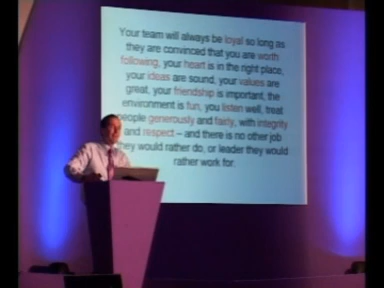 Your team will always be loyal so long as
they are convinced that you are worth
following, your heart is in the right place,
your ideas are sound, your values are
great, your friendship is important, the
environment is fun, you listen well, treat
people generously and fairly, with integrity
and respect – and there is no other job
they would rather do, or leader they would
rather work for.